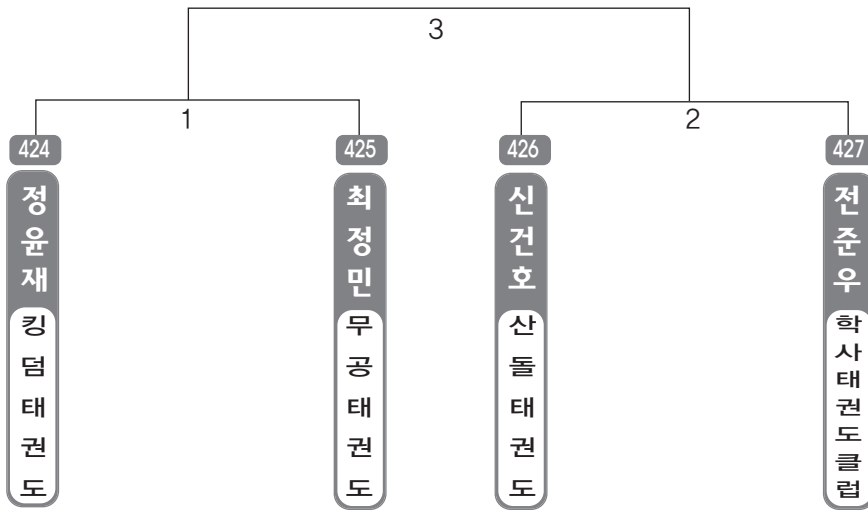 3
1
2
424
425
426
427
정윤재
최정민
신건호
전준우
킹덤태권도
무공태권도
산돌태권도
학사태권도클럽